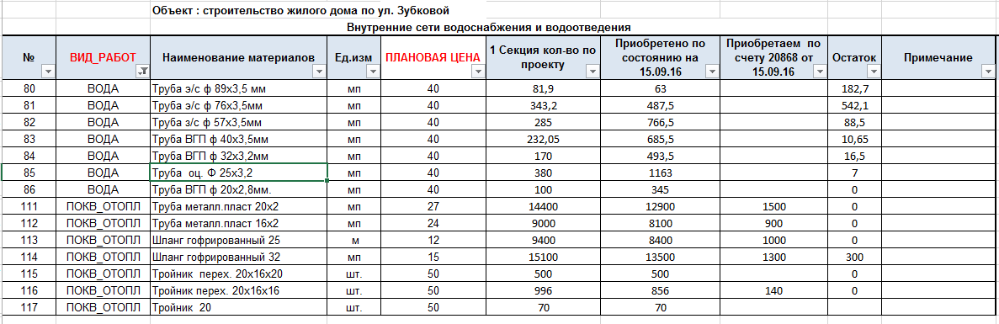 Объект : строительство жилого дома по ул. Зубковой
Внутренние сети водоснабжения и водоотведения
№ ВИД_РАБОТ Наименование материалов Ед.изм ПЛАНОВАЯ ЦЕНА 1 Секция кол-во по проекту Приобретено по состоянию на 15.09.16 Приобретаем по счету 20868 от 15.09.16 Остаток Примечание
80 ВОДА Труба э/с ф 89х3,5 мм мп 40 81,9 63 182,7
81 ВОДА Труба э/с ф 76х3,5мм мп 40 343,2 487,5 542,1
82 ВОДА Труба з/с ф 57х3,5мм мп 40 285 766,5 88,5
83 ВОДА Труба ВГП ф 40х3,5мм мп 40 232,05 685,5 10,65
84 ВОДА Труба ВГП ф 32х3,2мм мп 40 170 493,5 16,5
85 ВОДА Труба оц. Ф 25х3,2 мп 40 380 1163 7
86 ВОДА Труба ВГП ф 20х2,8мм. мп 40 100 345 0
111 ПОКВ_ОТОПЛ Труба металл.пласт 20х2 мп 27 14400 12900 1500 0
112 ПОКВ_ОТОПЛ Труба металл.пласт 16х2 мп 24 9000 8100 900 0
113 ПОКВ_ОТОПЛ Шланг гофрированный 25 м 12 9400 8400 1000 0
114 ПОКВ_ОТОПЛ Шланг гофрированный 32 мп 15 15100 13500 1300 300
115 ПОКВ_ОТОПЛ Тройник перех. 20х16х20 шт. 50 500 500 0
116 ПОКВ_ОТОПЛ Тройник перех. 20х16х16 шт. 50 996 856 140 0
117 ПОКВ_ОТОПЛ Тройник 20 шт. 50 70 70